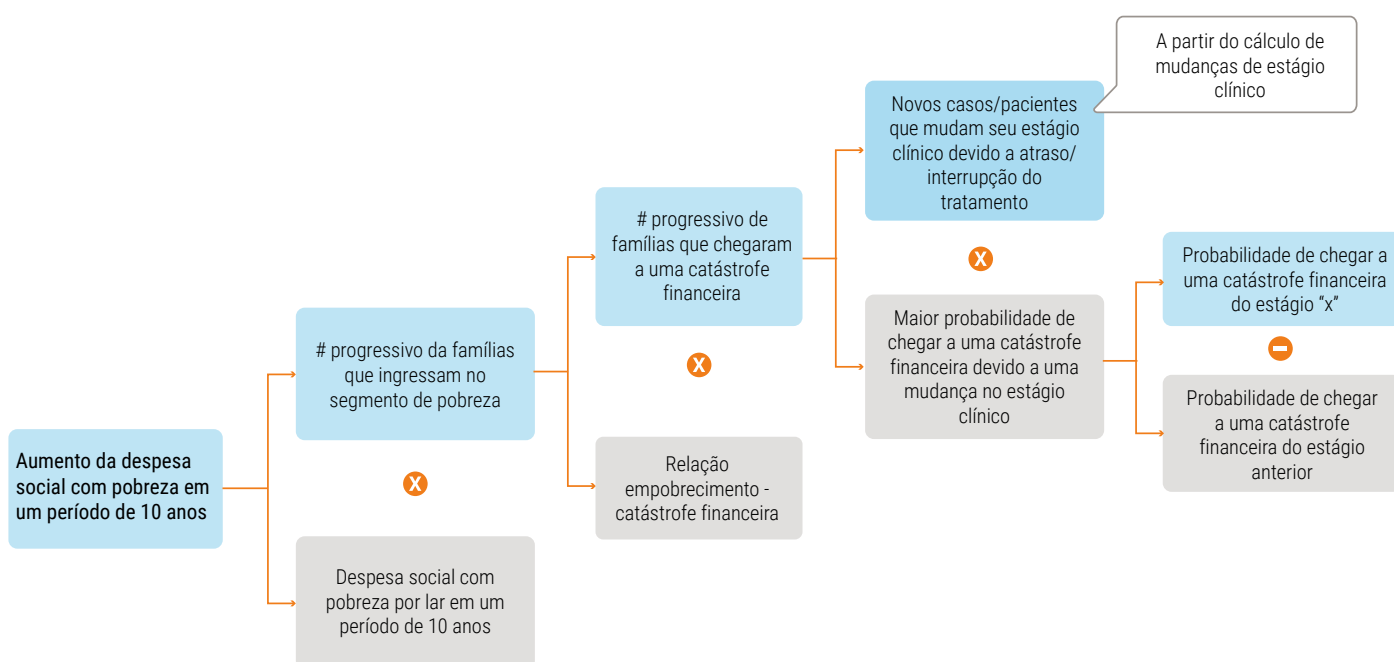 A partir do cálculo de
mudanças de estágio
clínico
Novos casos/pacientes
que mudam seu estágio
clínico devido a atraso/
interrupção do
tratamento
# progressivo de
famílias que chegaram
a uma catástrofe
financeira
X
Probabilidade de chegar a
uma catástrofe financeira
do estágio “x”
# progressivo da famílias
que ingressam no
segmento de pobreza
X
Maior probabilidade de
chegar a uma catástrofe
financeira devido a uma
mudança no estágio
clínico
−
Probabilidade de chegar
a uma catástrofe
financeira do estágio
anterior
Aumento da despesa
social com pobreza em
um período de 10 anos
X
Relação
empobrecimento -
catástrofe financeira
Despesa social com
pobreza por lar em um
período de 10 anos